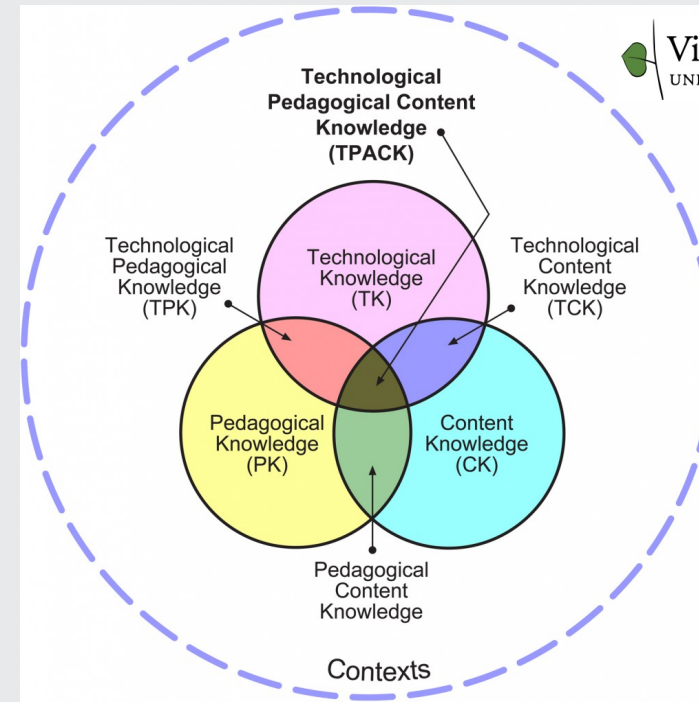 Technological
Pedagogical Content
Knowledge
(TPACK)
Technological
Pedagogical
Knowledge
(TPK)
Technological
Knowledge
(TK)
Technological
Content
Knowledge
(TCK)
Pedagogical
Knowledge
(PK)
Content
Knowledge
(CK)
Pedagogical
Content
Knowledge
Contexts